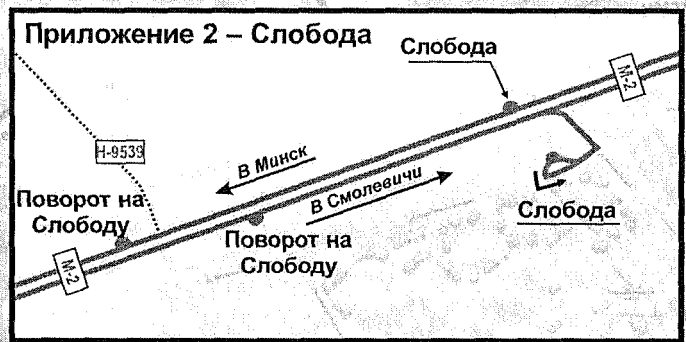 Приложение 2 – Слобода
Слобода
М-2
Н-9539
В Минск
В Смолевичи
Поворот на
Слободу
Слобода
Поворот на
Слободу
М-2